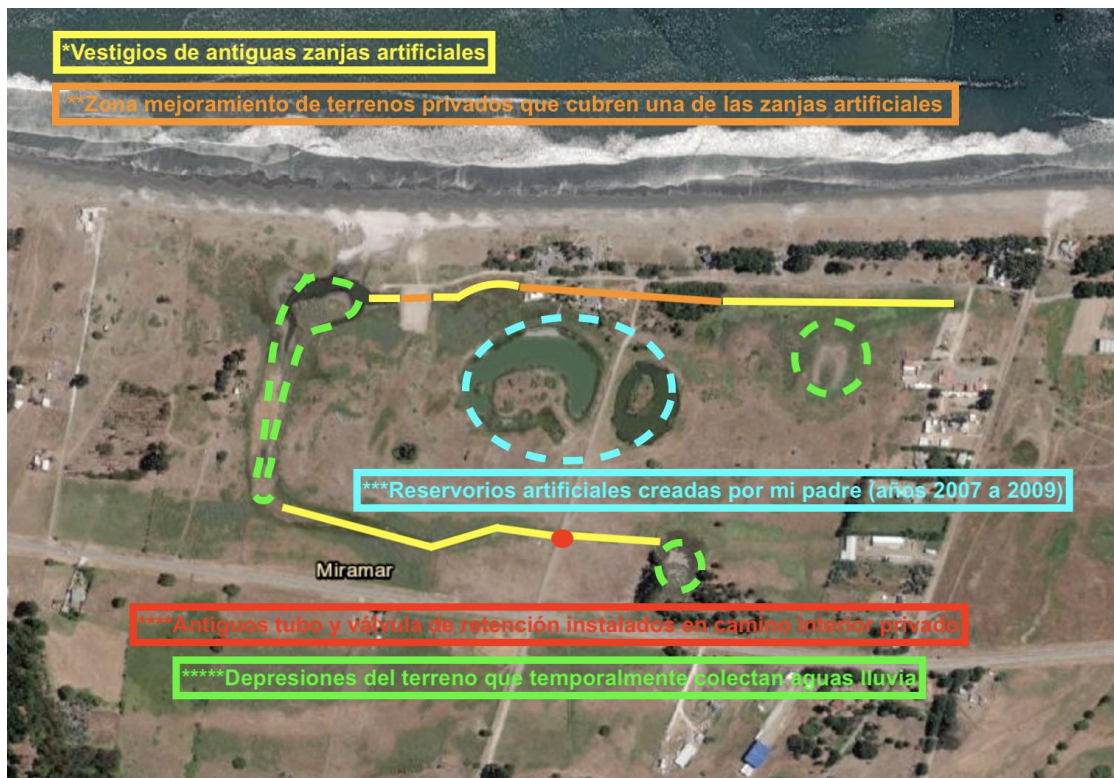 *Vestigios de antiguas zanjas artificiales
**Zona mejoramiento de terrenos privados que cubren una de las zanjas artificiales
***Reservorios artificiales creadas por mi padre (años 2007 a 2009)
Miramar
****Antiguos tubo y válvula de retención instalados en camino interior privado
*****Depresiones del terreno que temporalmente colectan aguas lluvia